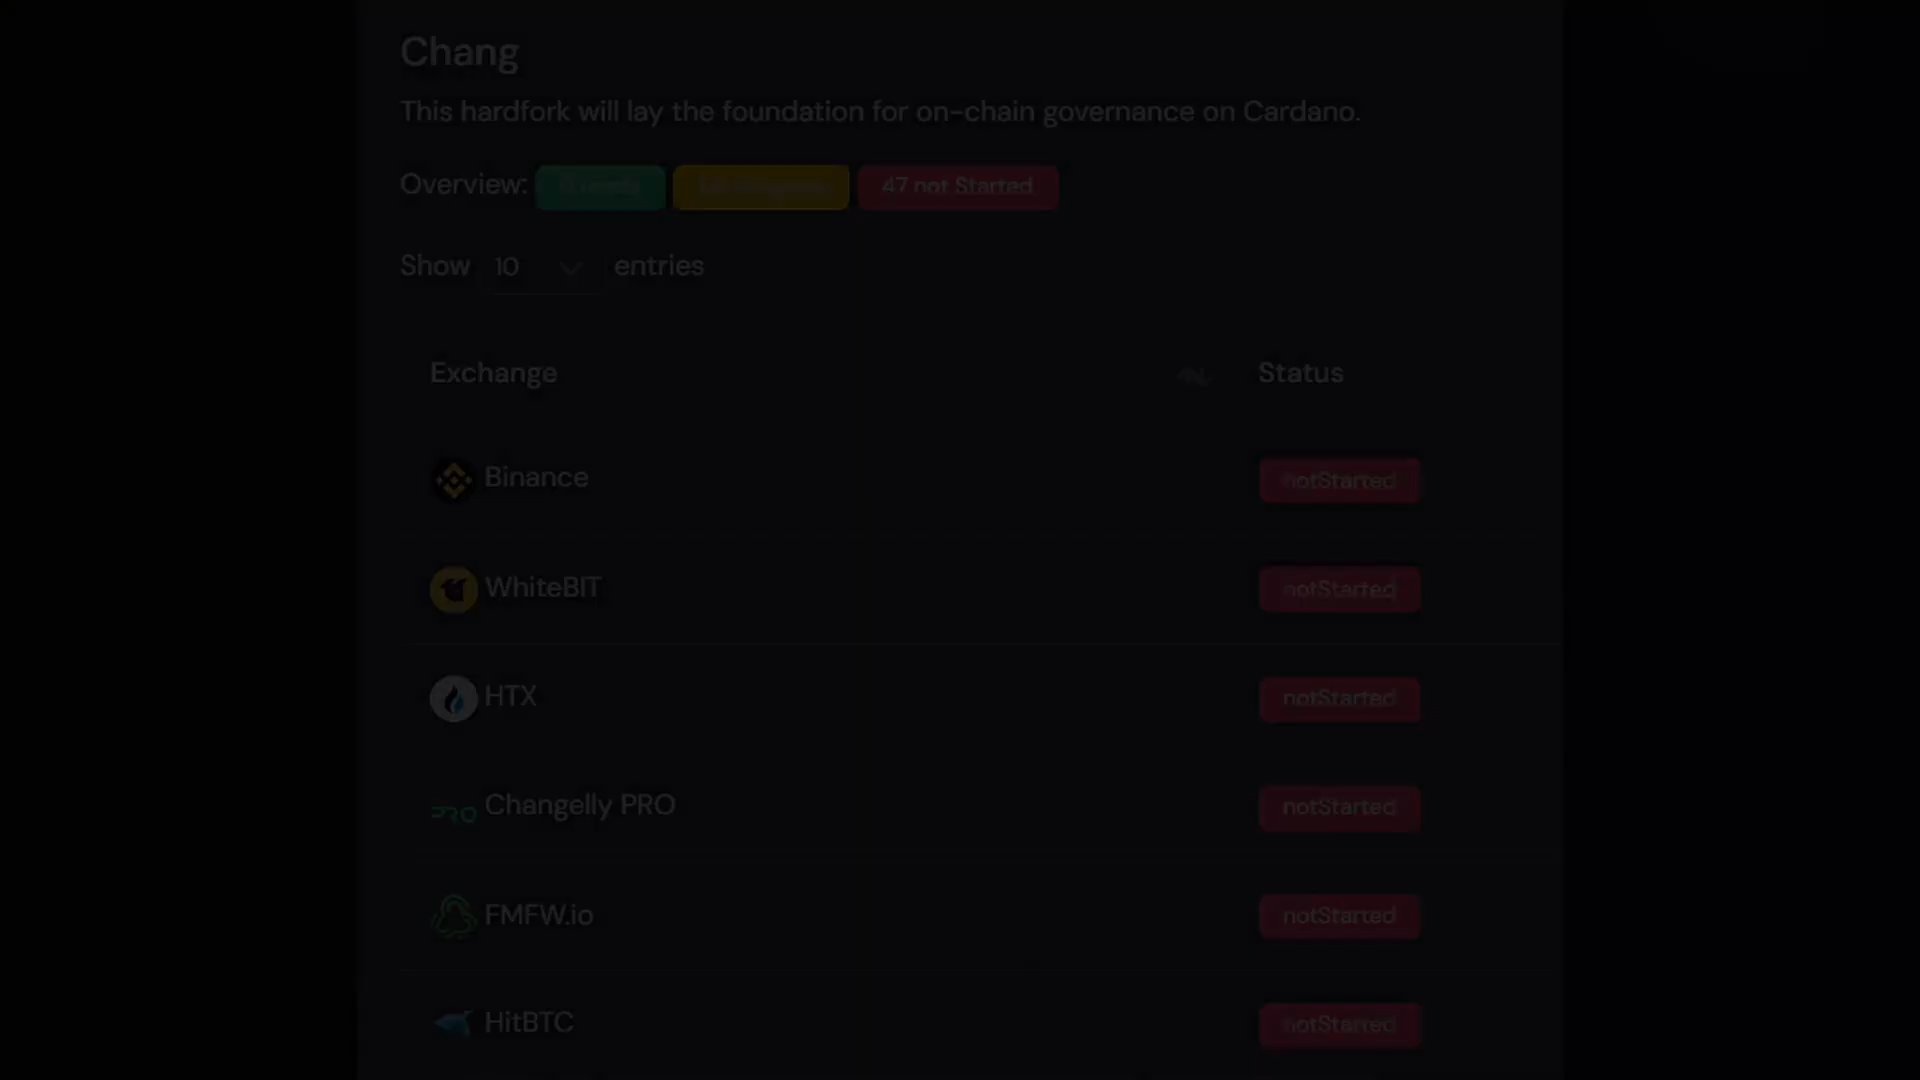 Chang
This hardfork will lay the foundation for on-chain governance on Cardano.
Overview: 47 not Started
Show 10 entries
Exchange Status
Binance notStarted
WhiteBIT notStarted
HTX notStarted
PRO Changelly PRO notStarted
FMFW.io notStarted
HitBTC notStarted